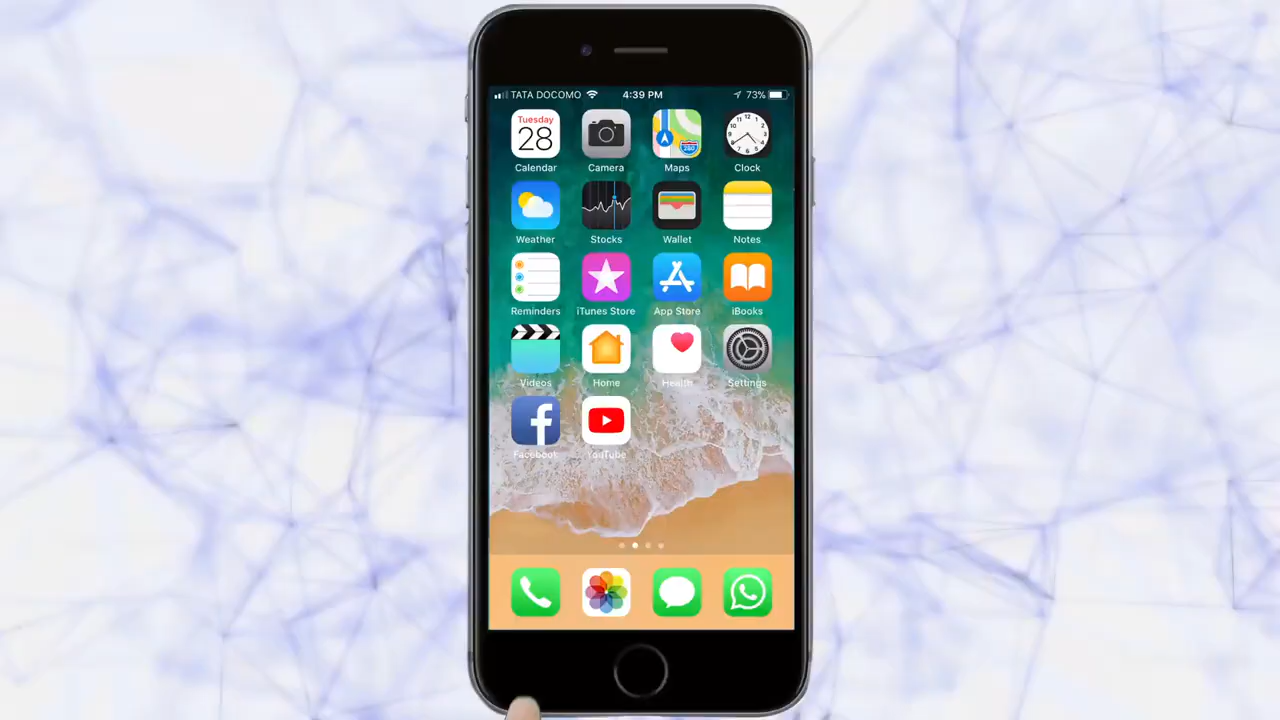 TATA DOCOMO 4:39 PM 73%
Tuesday
28
Calendar Camera Maps Clock
Weather Stocks Wallet Notes
Reminders iTunes Store App Store iBooks
Videos Home Health Settings
Facebook YouTube